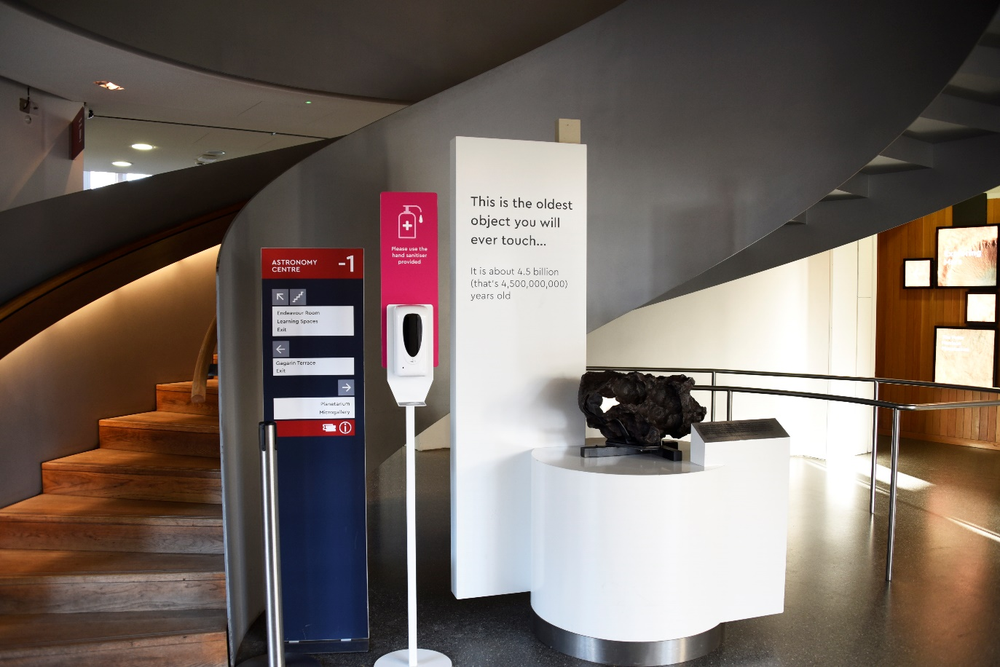 ASTRONOMY
CENTRE
-1
Endeavour Room
Learning Spaces
Exit
Gagarin Terrace
Exit
Planetarium
Microgallery
Please use the
hand sanitiser
provided
This is the oldest
object you will
ever touch...
It is about 4.5 billion
(that's 4,500,000,000)
years old